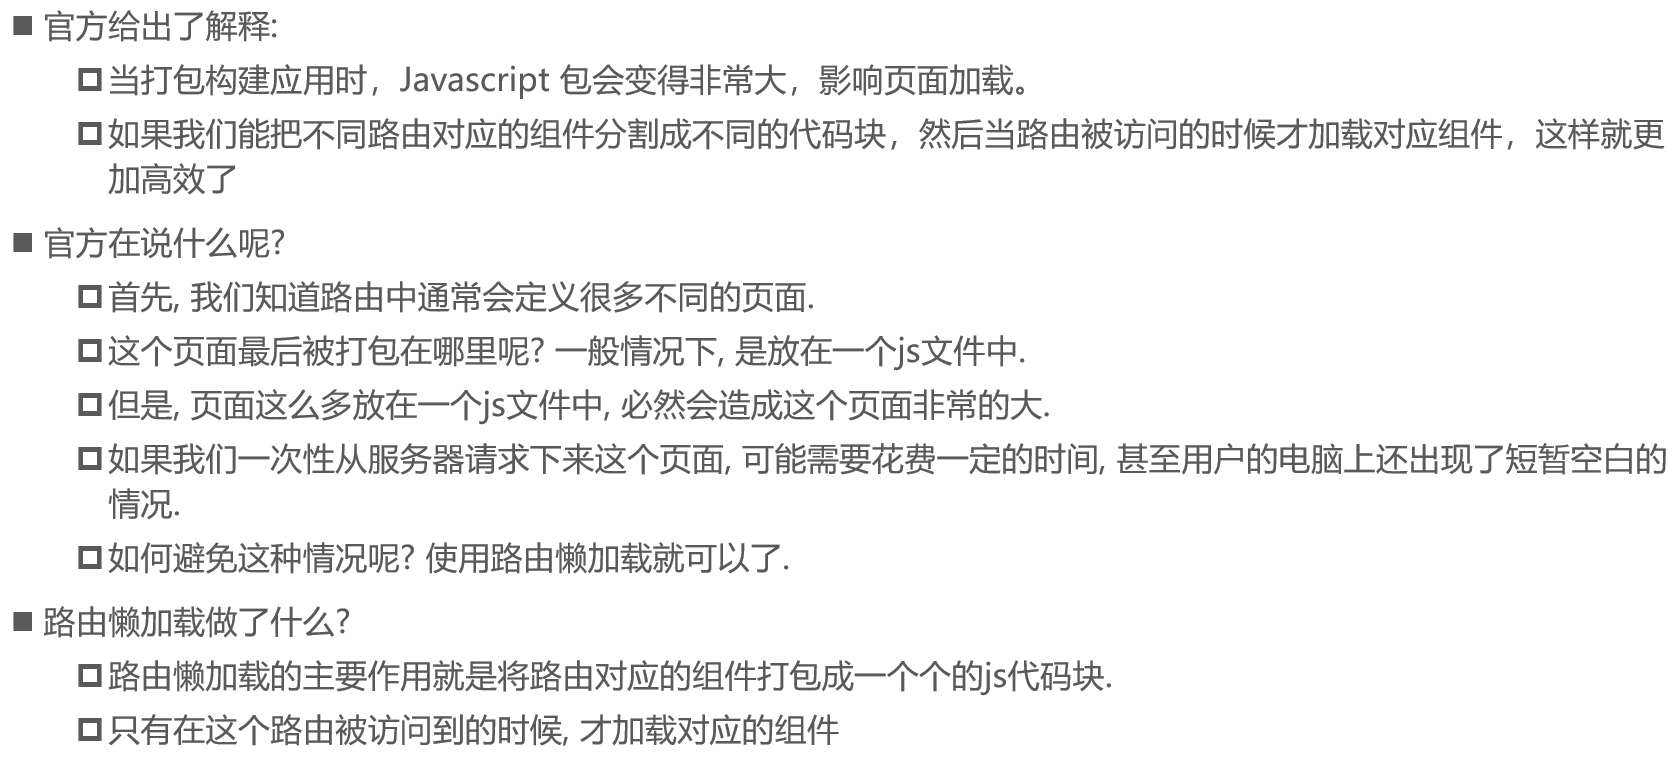 ■ 官方给出了解释:
当打包构建应用时，Javascript 包会变得非常大，影响页面加载。
如果我们能把不同路由对应的组件分割成不同的代码块，然后当路由被访问的时候才加载对应组件，这样就更
加高效了
■ 官方在说什么呢?
首先, 我们知道路由中通常会定义很多不同的页面.
这个页面最后被打包在哪里呢? 一般情况下, 是放在一个js文件中.
但是, 页面这么多放在一个js文件中, 必然会造成这个页面非常的大.
如果我们一次性从服务器请求下来这个页面, 可能需要花费一定的时间, 甚至用户的电脑上还出现了短暂空白的
情况.
如何避免这种情况呢? 使用路由懒加载就可以了.
■ 路由懒加载做了什么?
路由懒加载的主要作用就是将路由对应的组件打包成一个个的js代码块.
只有在这个路由被访问到的时候, 才加载对应的组件